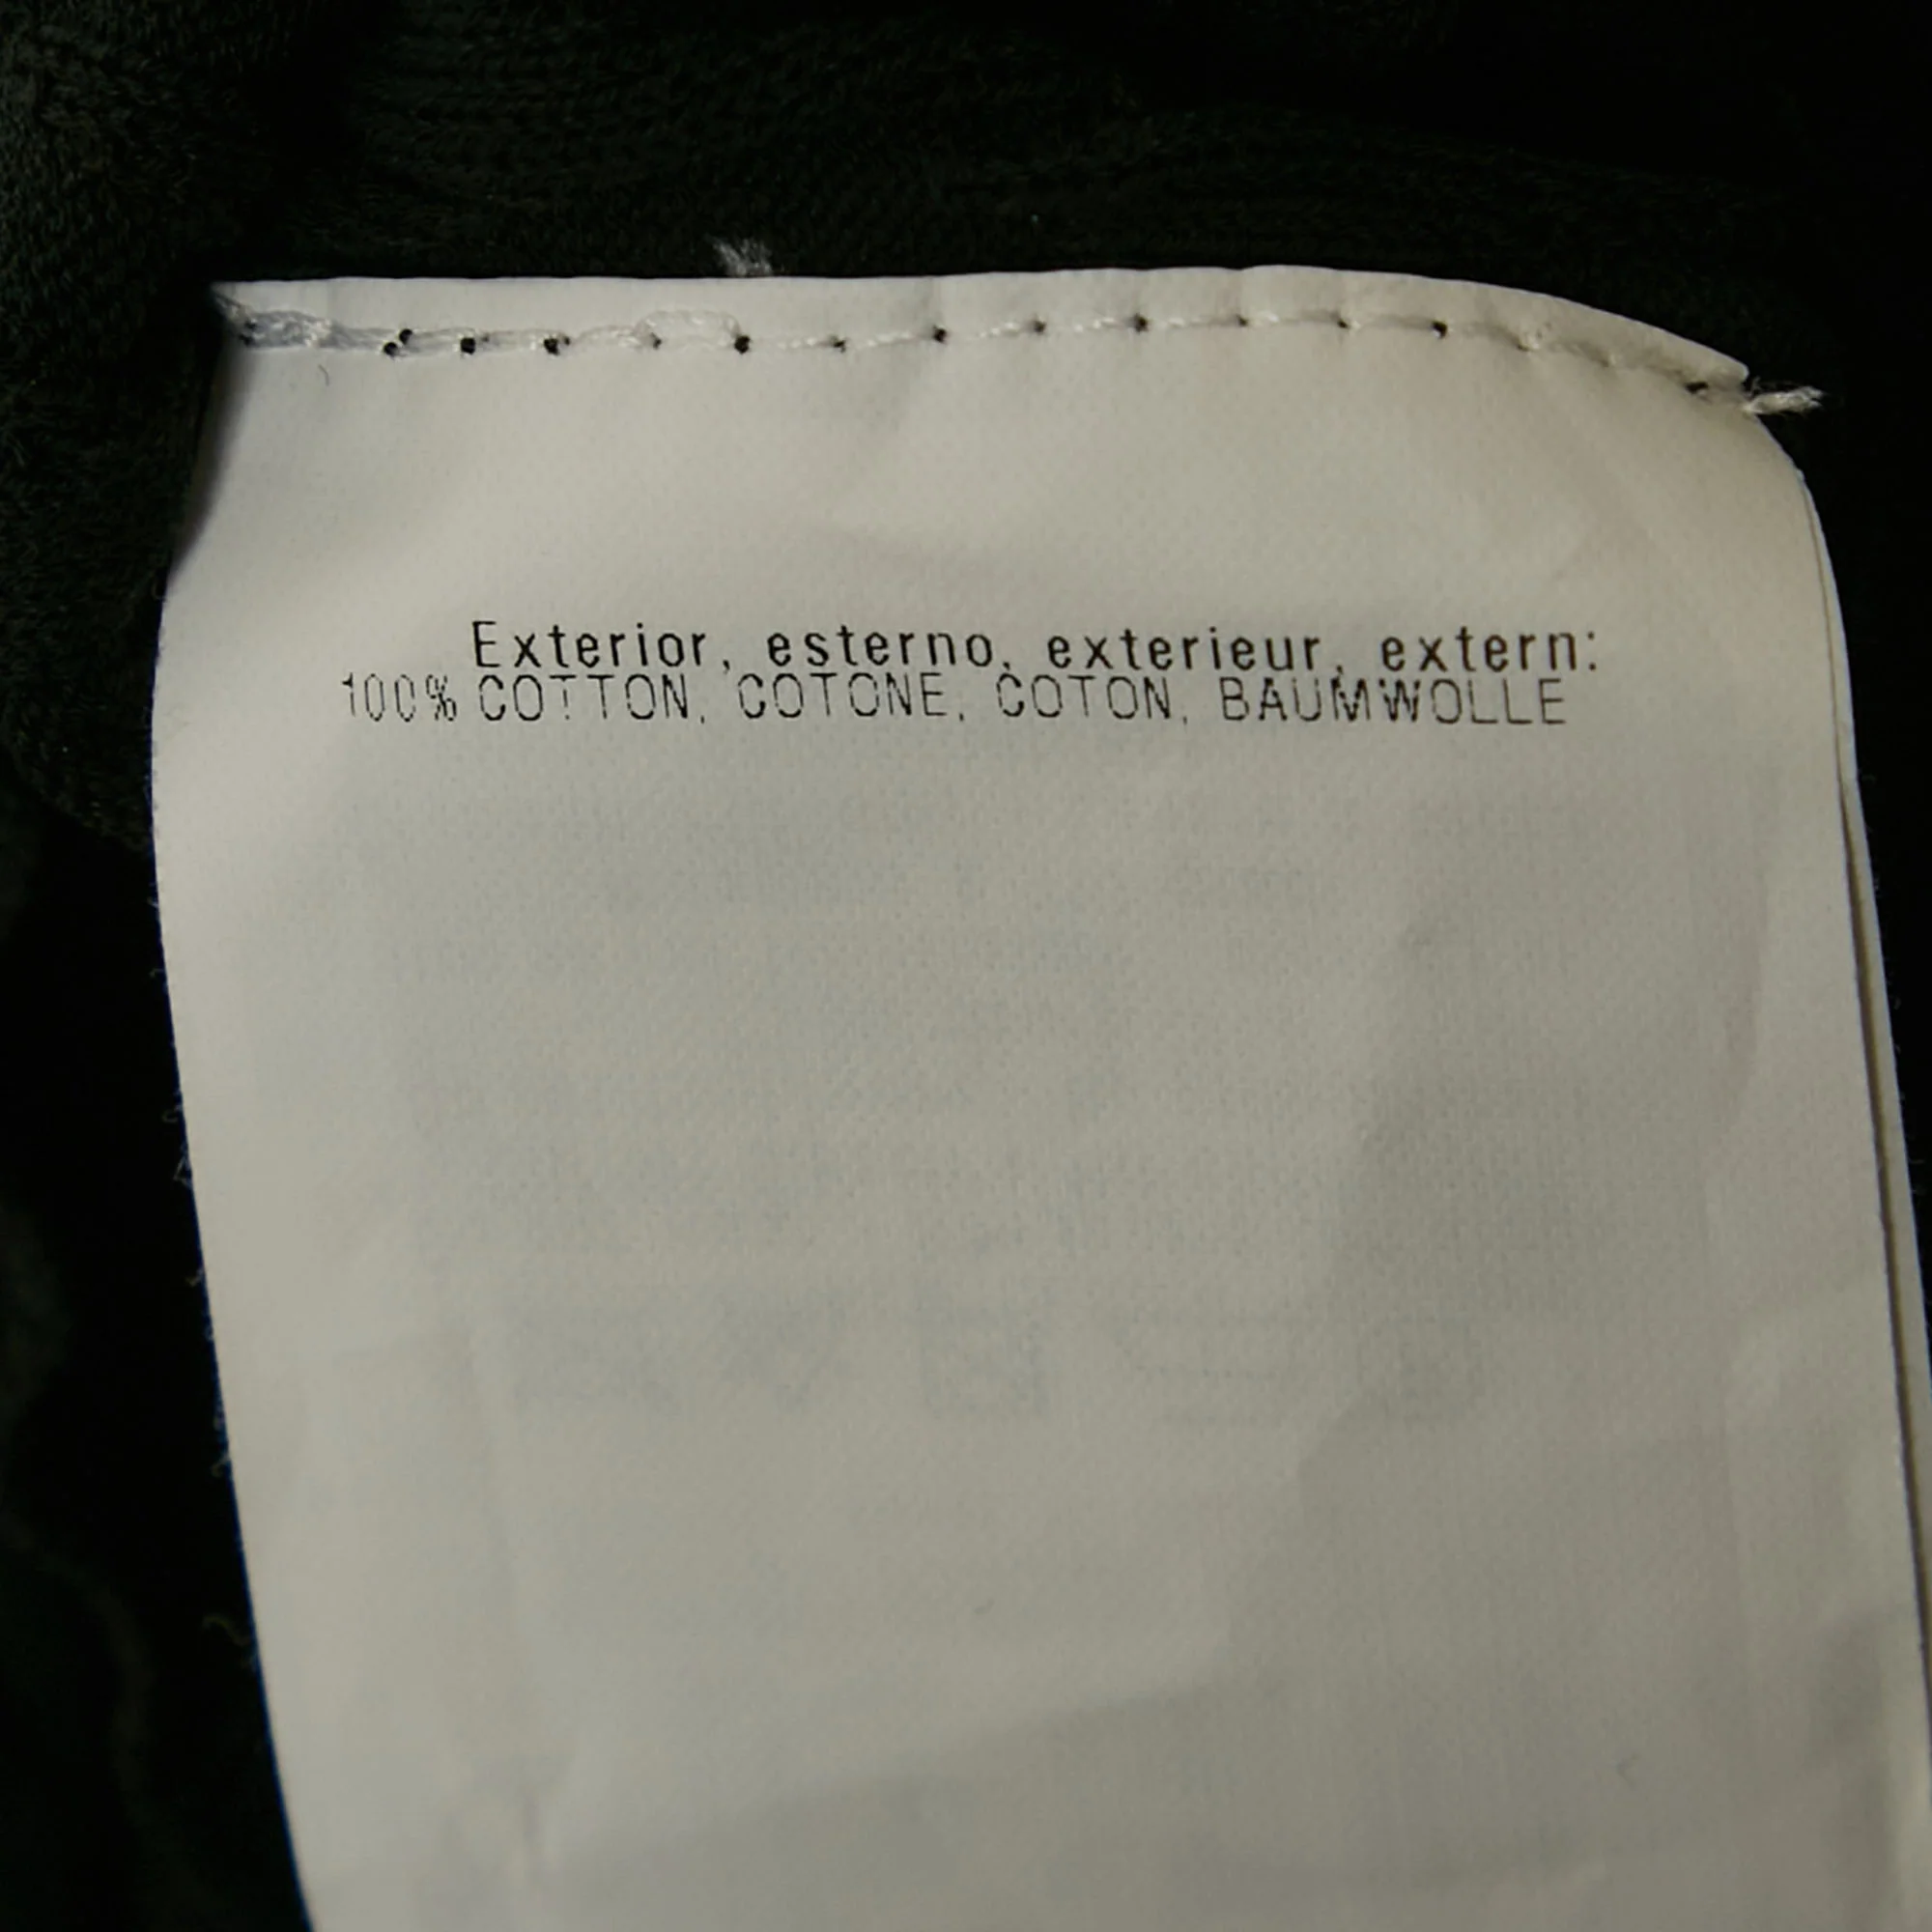 Exterior, esterno, exterieur, extern:
100% COTTON, COTONE, COTON, BAUMWOLLE